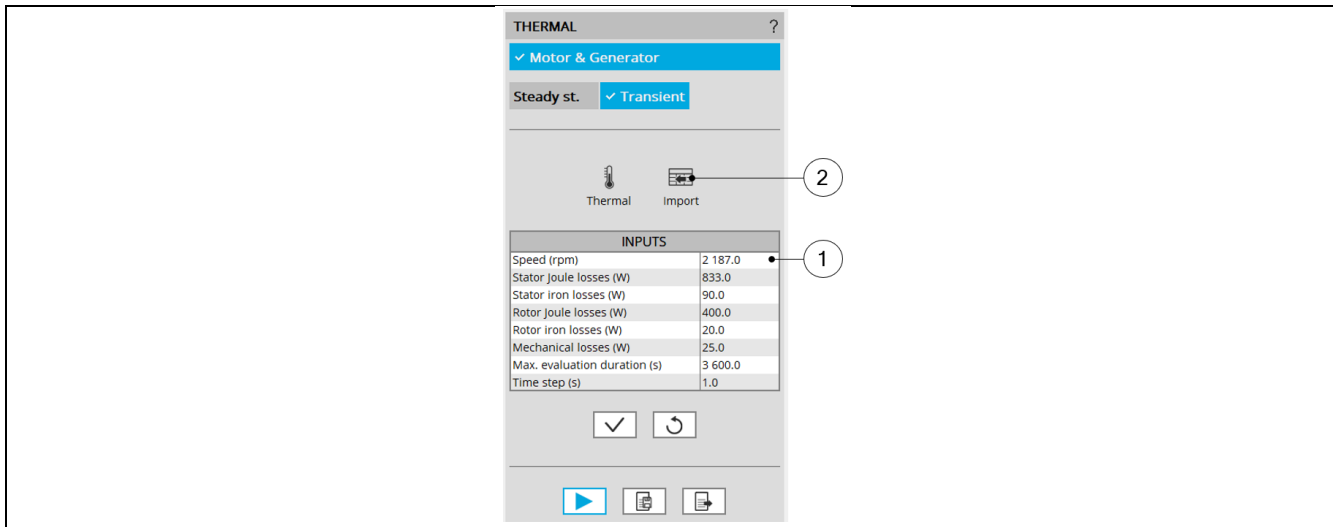 THERMAL ?
Motor & Generator
Steady st. Transient
Thermal Import
2
INPUTS
Speed (rpm) 2 187.0
1
Stator Joule losses (W) 833.0
Stator iron losses (W) 90.0
Rotor Joule losses (W) 400.0
Rotor iron losses (W) 20.0
Mechanical losses (W) 25.0
Max. evaluation duration (s) 3 600.0
Time step (s) 1.0